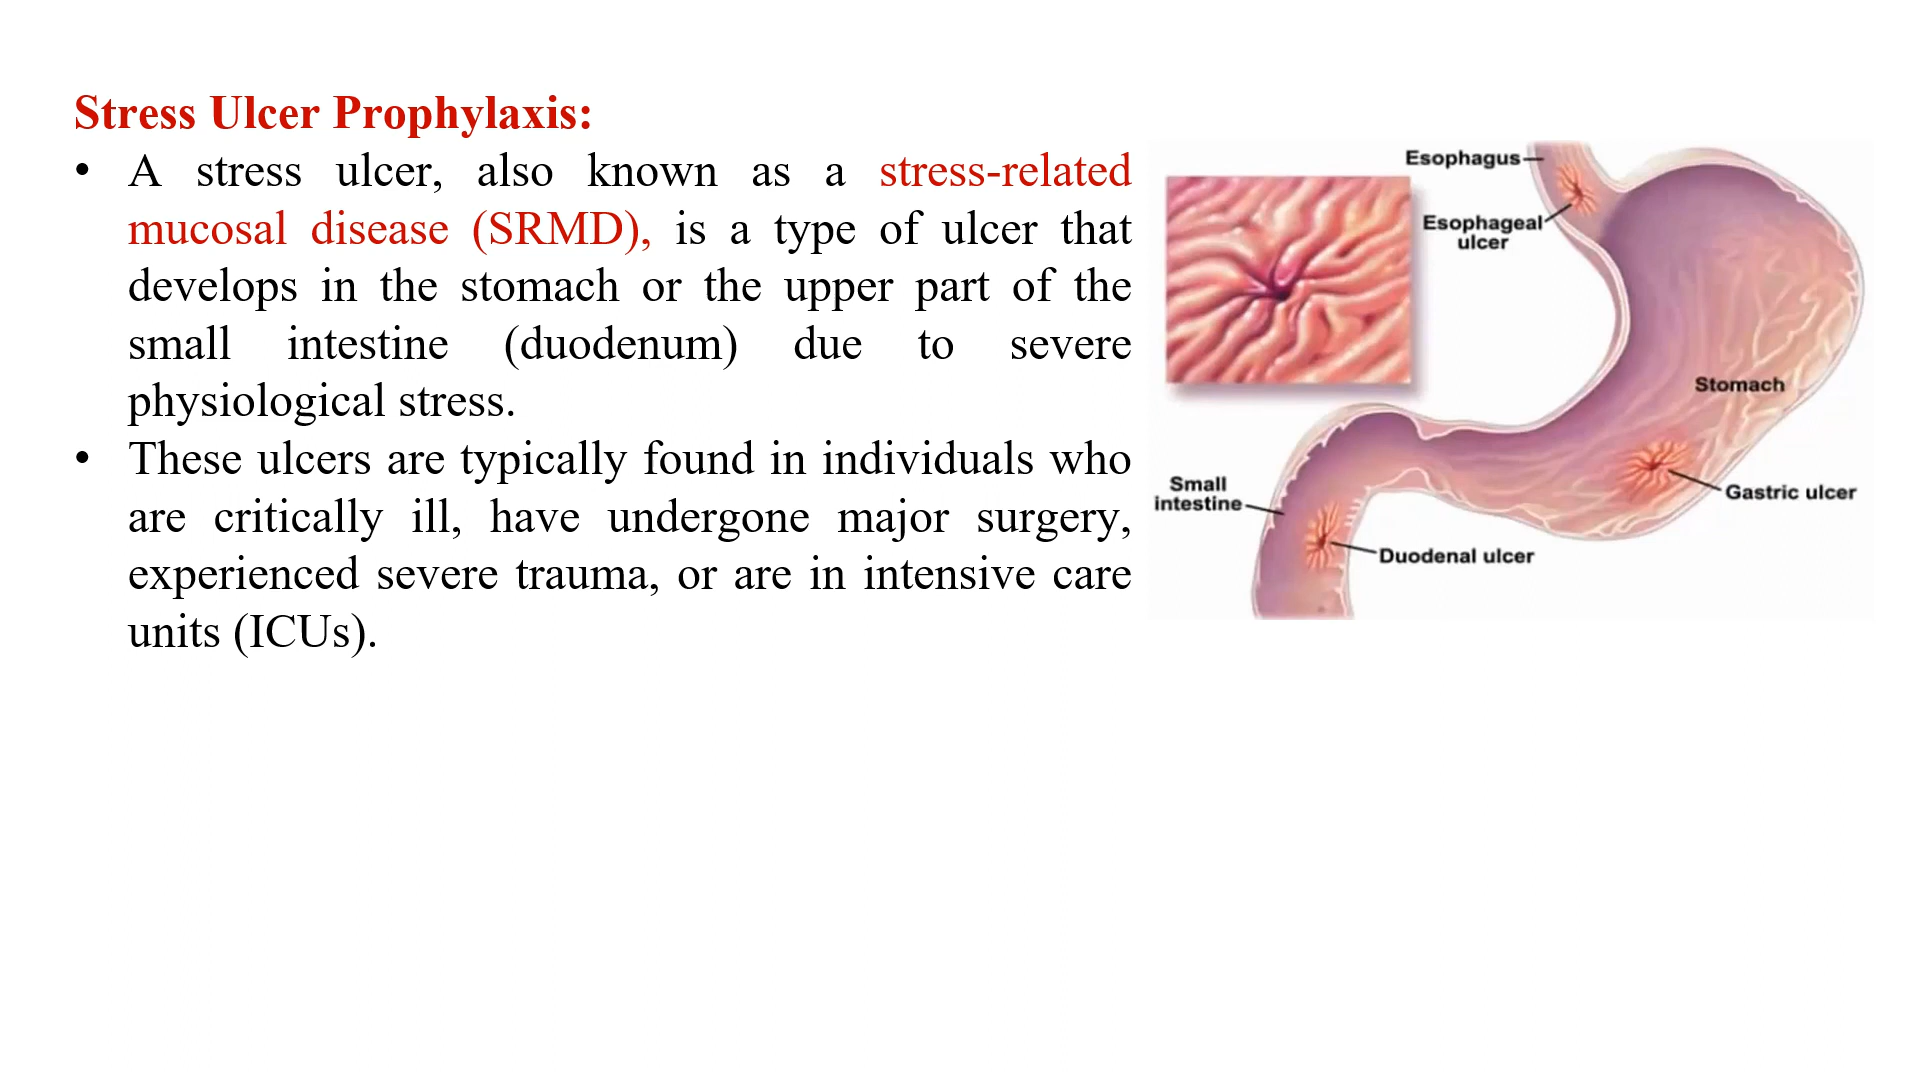 Stress Ulcer Prophylaxis:
• A stress ulcer, also known as a stress-related
mucosal disease (SRMD), is a type of ulcer that
develops in the stomach or the upper part of the
small intestine (duodenum) due to severe
physiological stress.
• These ulcers are typically found in individuals who
are critically ill, have undergone major surgery,
experienced severe trauma, or are in intensive care
units (ICUs).
Esophagus
Esophageal
ulcer
Stomach
Small
intestine
Gastric ulcer
Duodenal ulcer